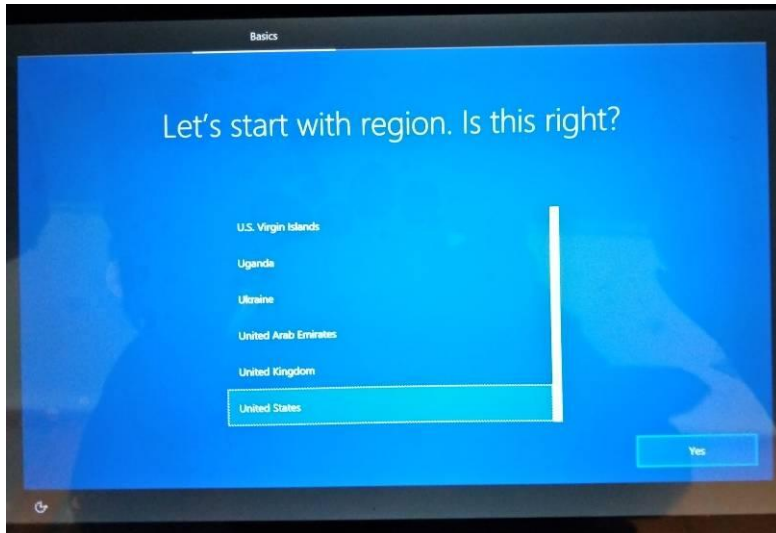 Basics
Let's start with region. Is this right?
U.S. Virgin Islands
Uganda
Ukraine
United Arab Emirates
United Kingdom
United States
Yes